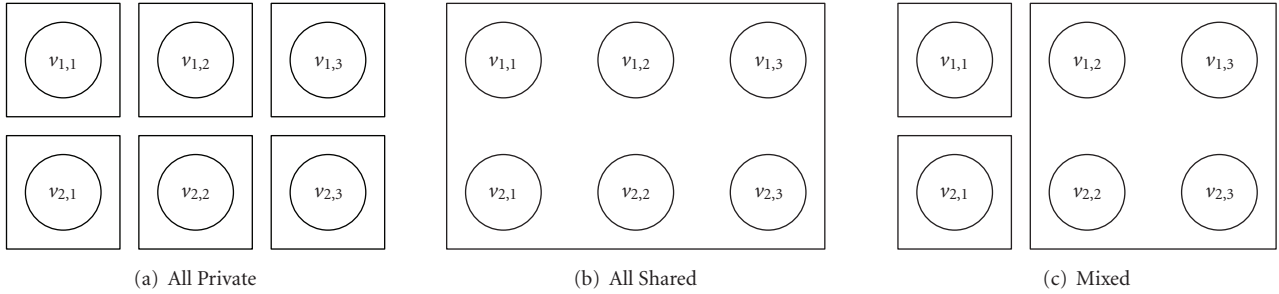 v1,1 v1,2 v1,3 v1,1 v1,2 v1,3 v1,1 v1,2 v1,3
v2,1 v2,2 v2,3 v2,1 v2,2 v2,3 v2,1 v2,2 v2,3
(a) All Private (b) All Shared (c) Mixed